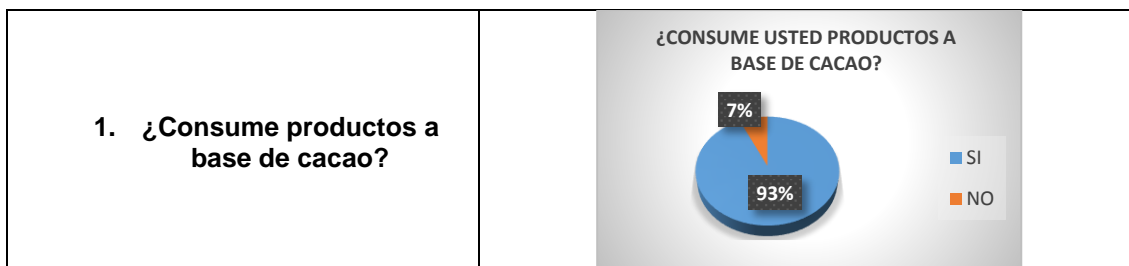 1. ¿Consume productos a
base de cacao?
¿CONSUME USTED PRODUCTOS A
BASE DE CACAO?
7%
93%
SI
NO